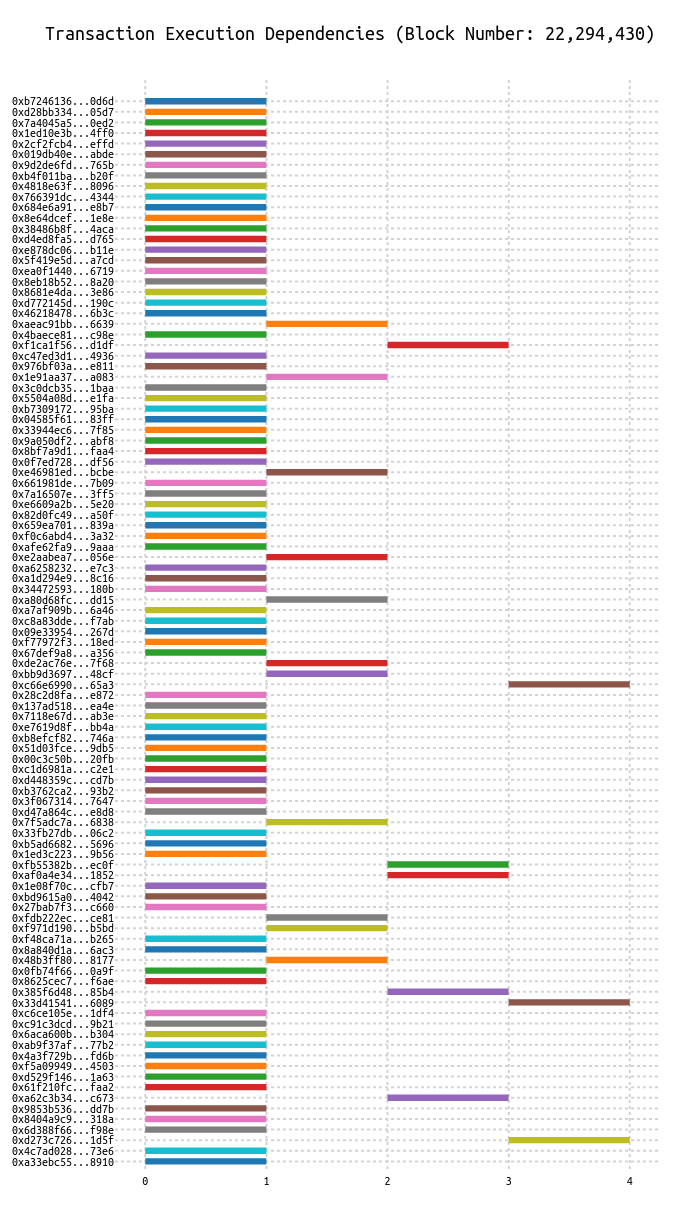 Transaction Execution Dependencies (Block Number: 22,294,430)
0xb7246136...0d6d
0xd28bb334...05d7
0x7a4045a5...0ed2
0x1ed10e3b...4ff0
0x2cf2fcb4...effd
0x019db40e...abde
0x9d2de6fd...765b
0xb4f011ba...b20f
0x4818e63f...8096
0x766391dc...4344
0x684e6a91...e8b7
0x8e64dcef...1e8e
0x38486b8f...4aca
0xd4ed8fa5...d765
0xe878dc06...b11e
0x5f419e5d...a7cd
0xea0f1440...6719
0x8eb18b52...8a20
0x8681e4da...3e86
0xd772145d...190c
0x46218478...6b3c
0xaeac91bb...6639
0x4baece81...c98e
0xf1ca1f56...d1df
0xc47ed3d1...4936
0x976bf03a...e811
0x1e91aa37...a083
0x3c0dcb35...1baa
0x5504a08d...e1fa
0xb7309172...95ba
0x04585f61...83ff
0x33944ec6...7f85
0x9a050df2...abf8
0x8bf7a9d1...faa4
0x0f7ed728...df56
0xe46981ed...bcbe
0x661981de...7b09
0x7a16507e...3ff5
0xe6609a2b...5e20
0x82d0fc49...a50f
0x659ea701...839a
0xf0c6abd4...3a32
0xafe62fa9...9aaa
0xe2aabea7...056e
0xa6258232...e7c3
0xa1d294e9...8c16
0x34472593...180b
0xa80d68fc...dd15
0xa7af909b...6a46
0xc8a83dde...f7ab
0x09e33954...267d
0xf77972f3...18ed
0x67def9a8...a356
0xde2ac76e...7f68
0xbb9d3697...48cf
0xc66e6990...65a3
0x28c2d8fa...e872
0x137ad518...ea4e
0x7118e67d...ab3e
0xe7619d8f...bb4a
0xb8efcf82...746a
0x51d03fce...9db5
0x00c3c50b...20fb
0xc1d6981a...c2e1
0xd448359c...cd7b
0xb3762ca2...93b2
0x3f067314...7647
0xd47a864c...e8d8
0x7f5adc7a...6838
0x33fb27db...06c2
0xb5ad6682...5696
0x1ed3c223...9b56
0xfb55382b...ec0f
0xaf0a4e34...1852
0x1e08f70c...cfb7
0xbd9615a0...4042
0x27bab7f3...c660
0xfdb222ec...ce81
0xf971d190...b5bd
0xf48ca71a...b265
0x8a840d1a...6ac3
0x48b3ff80...8177
0x0fb74f66...0a9f
0x8625cec7...f6ae
0x385f6d48...85b4
0x33d41541...6089
0xc6ce105e...1df4
0xc91c3dcd...9b21
0x6aca600b...b304
0xab9f37af...77b2
0x4a3f729b...fd6b
0xf5a09949...4503
0xd529f146...1a63
0x61f210fc...faa2
0xa62c3b34...c673
0x9853b536...dd7b
0x8404a9c9...318a
0x6d388f66...f98e
0xd273c726...1d5f
0x4c7ad028...73e6
0xa33ebc55...8910
0 1 2 3 4